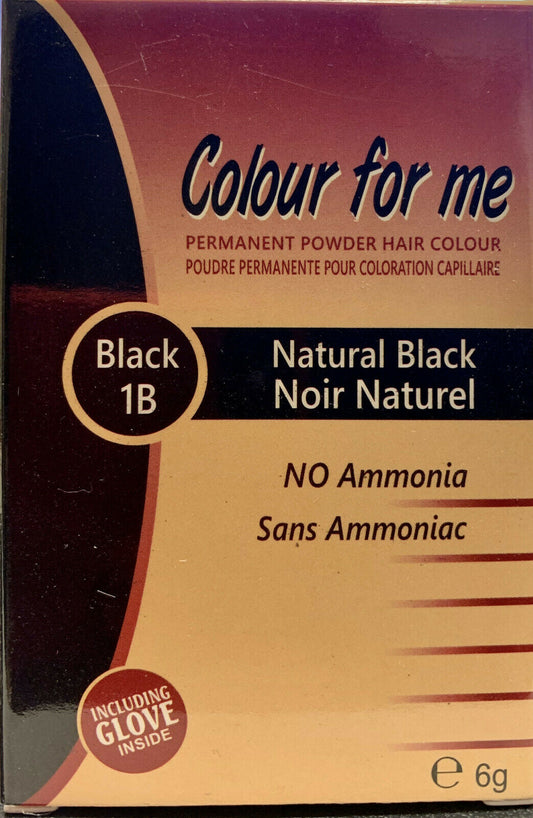 Colour for me
PERMANENT POWDER HAIR COLOUR
POUDRE PERMANENTE POUR COLORATION CAPILLAIRE
Black
1B
Natural Black
Noir Naturel
NO Ammonia
Sans Ammoniac
INCLUDING
GLOVE
INSIDE
℮ 6g